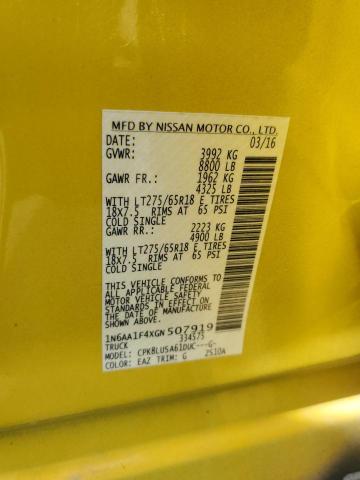 MFD BY NISSAN MOTOR CO., LTD.
DATE: 03/16
GVWR: 3992 KG
8800 LB
GAWR FR.: 1962 KG
4325 LB
WITH LT275/65R18 E TIRES
18X7.5 RIMS AT 65 PSI
COLD SINGLE
GAWR RR.: 2223 KG
4900 LB
WITH LT275/65R18 E TIRES
18X7.5 RIMS AT 65 PSI
COLD SINGLE
THIS VEHICLE CONFORMS TO
ALL APPLICABLE FEDERAL
MOTOR VEHICLE SAFETY
STANDARDS IN EFFECT ON
THE DATE OF MANUFACTURE
SHOWN ABOVE
1N6AA1F4XGN507919
TRUCK 334575
MODEL: CPK8LUSA61DUC---G-
COLOR: EAZ TRIM: G 2S10A